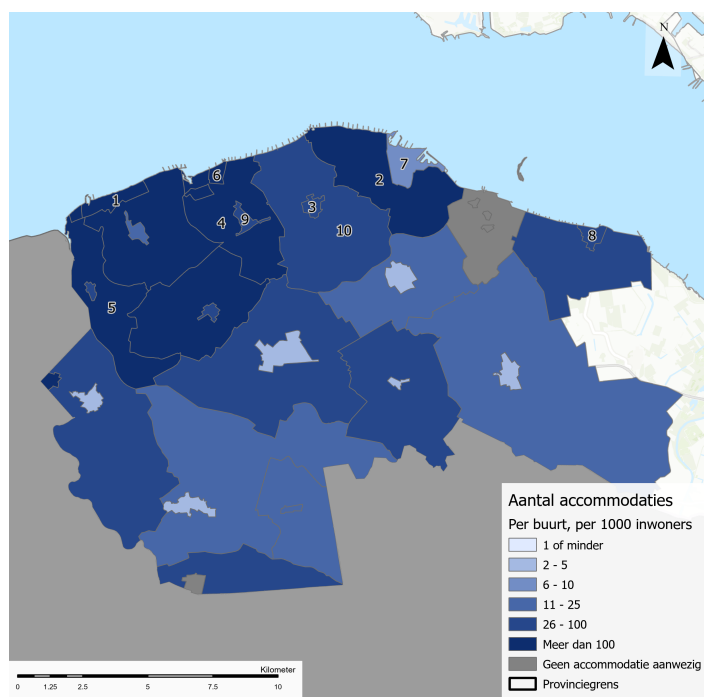 N
7
6
2
1
3
4
9
10
8
5
Aantal accommodaties
Per buurt, per 1000 inwoners
1 of minder
2 - 5
6 - 10
11 - 25
26 - 100
Meer dan 100
Geen accommodatie aanwezig
Provinciegrens
Kilometer
0 1.25 2.5 5 7.5 10